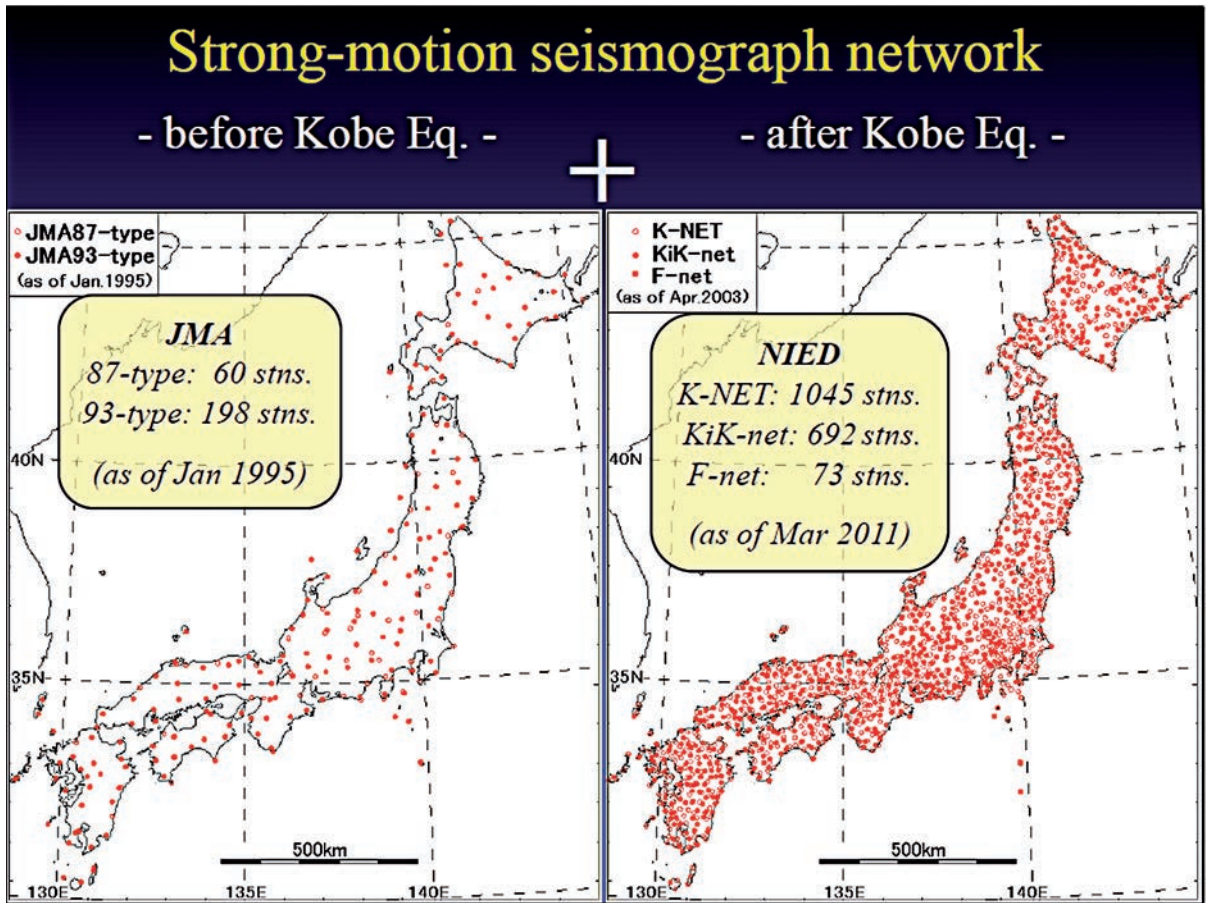 Strong-motion seismograph network
- before Kobe Eq. -
+
- after Kobe Eq. -
JMA87-type
JMA93-type
(as of Jan.1995)
JMA
87-type: 60 stns.
93-type: 198 stns.
(as of Jan 1995)
40N
35N
500km
130E
135E
140E
K-NET
KiK-net
F-net
(as of Apr.2003)
NIED
K-NET: 1045 stns.
KiK-net: 692 stns.
F-net: 73 stns.
(as of Mar 2011)
40N
35N
500km
130E
135E
140E